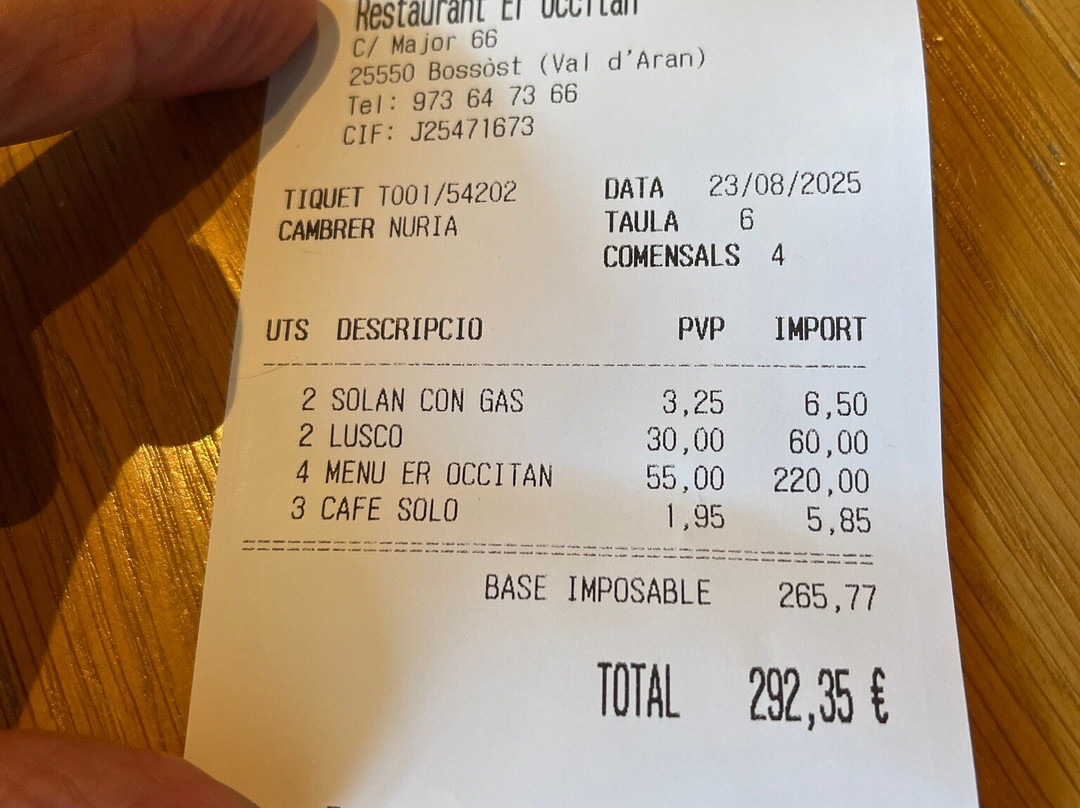 Restaurant Er Occitan
C/ Major 66
25550 Bossòst (Val d'Aran)
Tel: 973 64 73 66
CIF: J25471673
TIQUET T001/54202 DATA 23/08/2025
CAMBRER NURIA TAULA 6
COMENSALS 4
UTS DESCRIPCIO PVP IMPORT
2 SOLAN CON GAS 3,25 6,50
2 LUSCO 30,00 60,00
4 MENU ER OCCITAN 55,00 220,00
3 CAFE SOLO 1,95 5,85
BASE IMPOSABLE 265,77
TOTAL 292,35 €